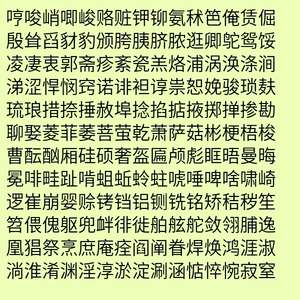 哼唆峭唧峻赂赃钾铆氨秫笆俺赁倔
殷耸舀豺豹颁胯胰脐脓逛卿鸵鸳馁
凌凄衷郭斋疹紊瓷羔烙浦涡涣涤涧
涕涩悍悯窍诺诽袒谆祟恕娩骏琐麸
琉琅措捺捶赦埠捻掐掂掖掷掸掺勘
聊娶菱菲萎菩萤乾萧萨菇彬梗梧梭
曹酝酗厢硅硕奢盔匾颅彪眶晤曼晦
冕啡畦趾啃蛆蚯蛉蛀唬唾啤啥啸崎
逻崔崩婴赊铐铛铝铡铣铭矫秸秽笙
笤偎傀躯兜衅徘徙舶舷舵敛翎脯逸
凰猖祭烹庶庵痊阎阐眷焊焕鸿涯淑
淌淮淆渊淫淳淤淀涮涵惦悴惋寂窒